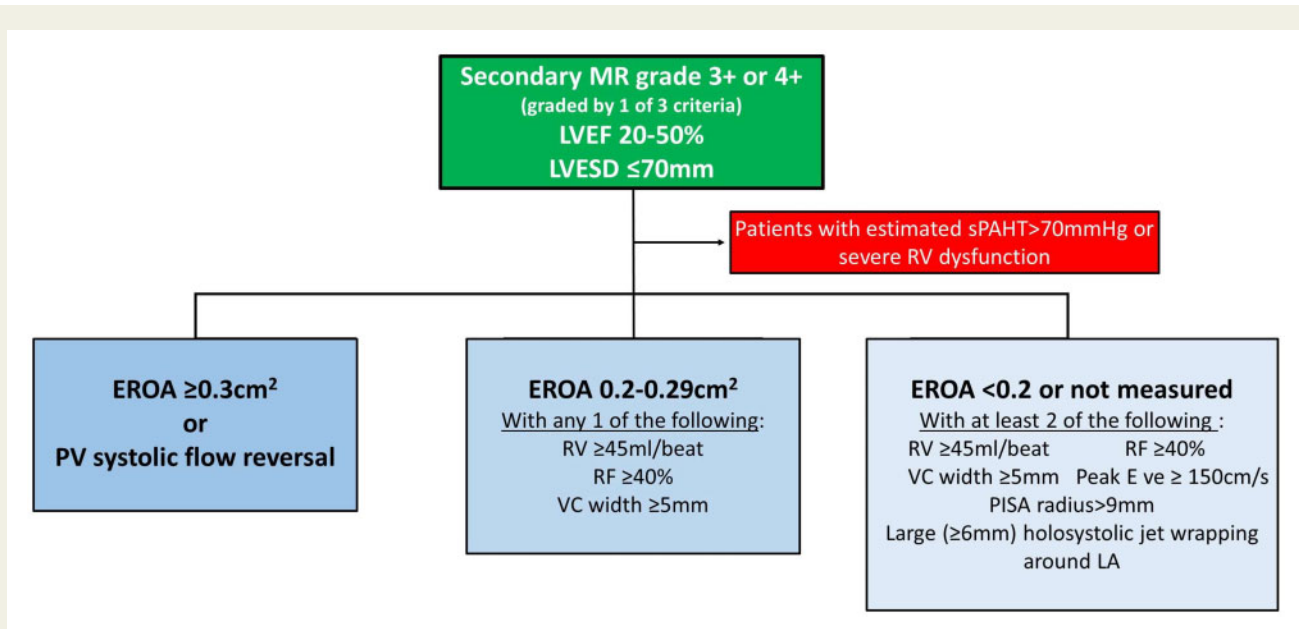 Secondary MR grade 3+ or 4+
(graded by 1 of 3 criteria)
LVEF 20-50%
LVESD ≤70mm
Patients with estimated sPAHT>70mmHg or
severe RV dysfunction
EROA ≥0.3cm²
or
PV systolic flow reversal
EROA 0.2-0.29cm²
With any 1 of the following:
RV ≥45ml/beat
RF ≥40%
VC width ≥5mm
EROA <0.2 or not measured
With at least 2 of the following :
RV ≥45ml/beat RF ≥40%
VC width ≥5mm Peak E ve ≥ 150cm/s
PISA radius>9mm
Large (≥6mm) holosystolic jet wrapping
around LA